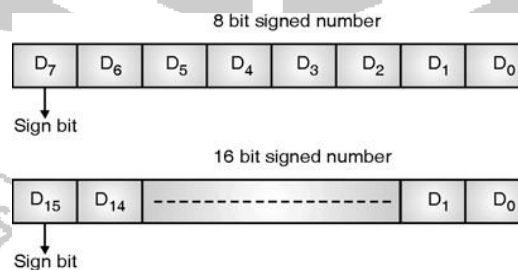 8 bit signed number
D7 D6 D5 D4 D3 D2 D1 D0
Sign bit
16 bit signed number
D15 D14 D1 D0
Sign bit